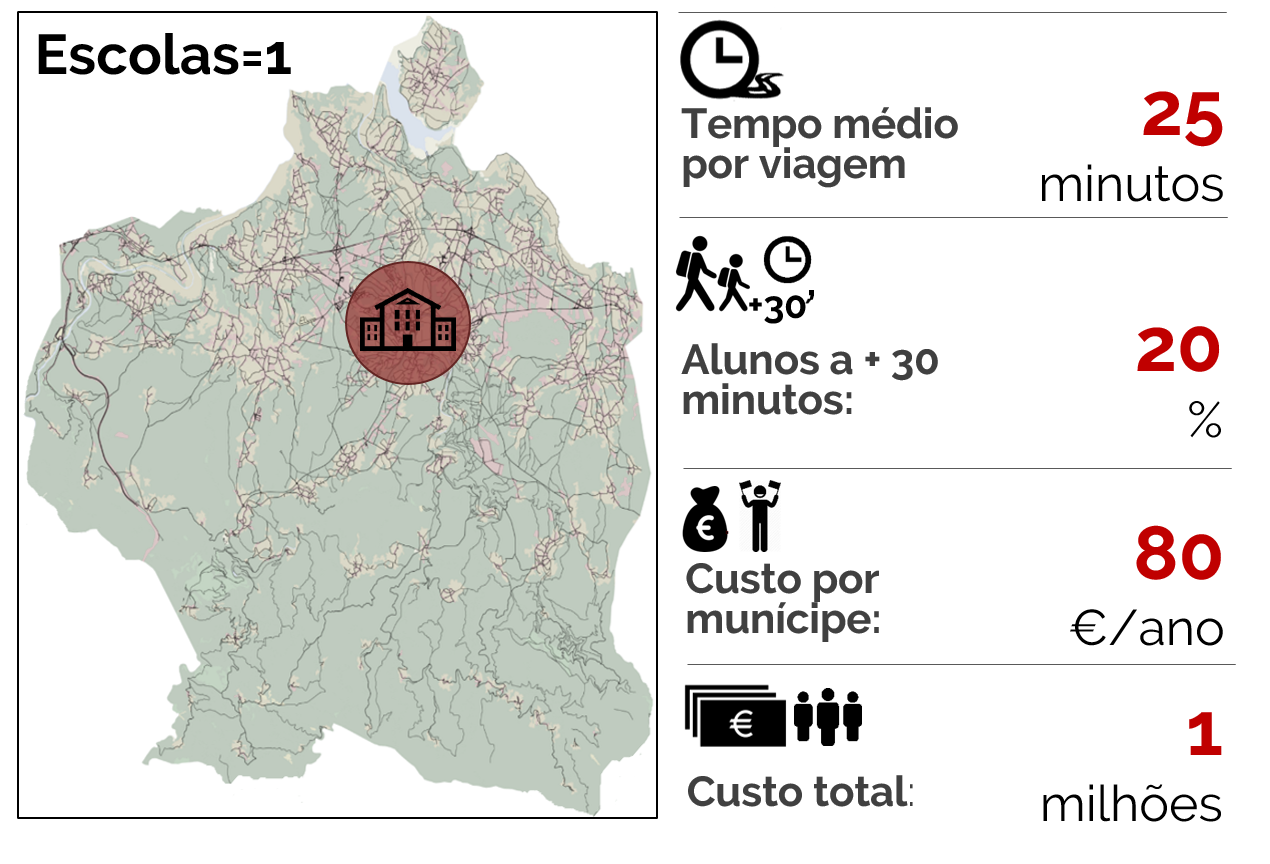 Escolas=1
Tempo médio
por viagem
25
minutos
+30’
Alunos a + 30
minutos:
20
%
€
Custo por
munícipe:
80
€/ano
€
Custo total:
1
milhões